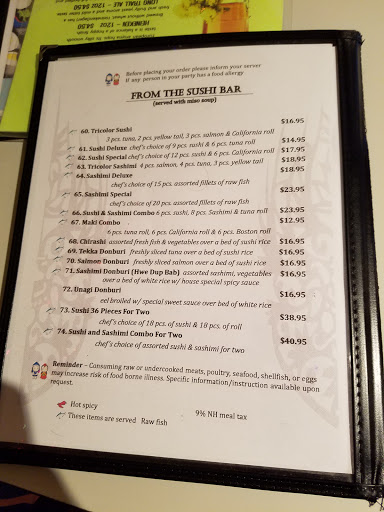 LONG TRAIL ALE 12oz $4.50
HEINEKEN 12oz $4.50
Before placing your order please inform your server
If any person in your party has a food allergy
FROM THE SUSHI BAR
(served with miso soup)
60. Tricolor Sushi $16.95
3 pcs. tuna, 2 pcs. yellow tail, 3 pcs. salmon & California roll
61. Sushi Deluxe chef's choice of 9 pcs. sushi & 6 pcs. tuna roll $14.95
62. Sushi Special chef's choice of 12 pcs. sushi & 6 pcs. California roll $17.95
63. Tricolor Sashimi 4 pcs. salmon, 4 pcs. tuna, 3 pcs. yellow tail $18.95
64. Sashimi Deluxe $18.95
chef's choice of 15 pcs. assorted fillets of raw fish
65. Sashimi Special $23.95
chef's choice of 20 pcs. assorted fillets of raw fish
66. Sushi & Sashimi Combo 6 pcs. sushi, 8 pcs. Sashimi & tuna roll $23.95
67. Maki Combo $12.95
6 pcs. tuna roll, 6 pcs. California roll & 6 pcs. Boston roll
68. Chirashi assorted fresh fish & vegetables over a bed of sushi rice $16.95
69. Tekka Donburi freshly sliced tuna over a bed of sushi rice $16.95
70. Salmon Donburi freshly sliced salmon over a bed of sushi rice $16.95
71. Sashimi Donburi (Hwe Dup Bab) assorted sashimi, vegetables $16.95
over a bed of white rice w/ house special spicy sauce
72. Unagi Donburi $16.95
eel broiled w/ special sweet sauce over bed of white rice
73. Sushi 36 Pieces For Two $38.95
chef's choice of 18 pcs. of sushi & 18 pcs. of roll
74. Sushi and Sashimi Combo For Two $40.95
chef's choice of assorted sushi & sashimi for two
Reminder – Consuming raw or undercooked meats, poultry, seafood, shellfish, or eggs
may increase risk of food borne illness. Specific information/instruction available upon
request.
Hot spicy
9% NH meal tax
These items are served Raw fish